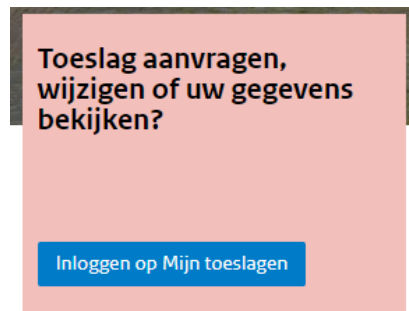 Toeslag aanvragen,
wijzigen of uw gegevens
bekijken?
Inloggen op Mijn toeslagen